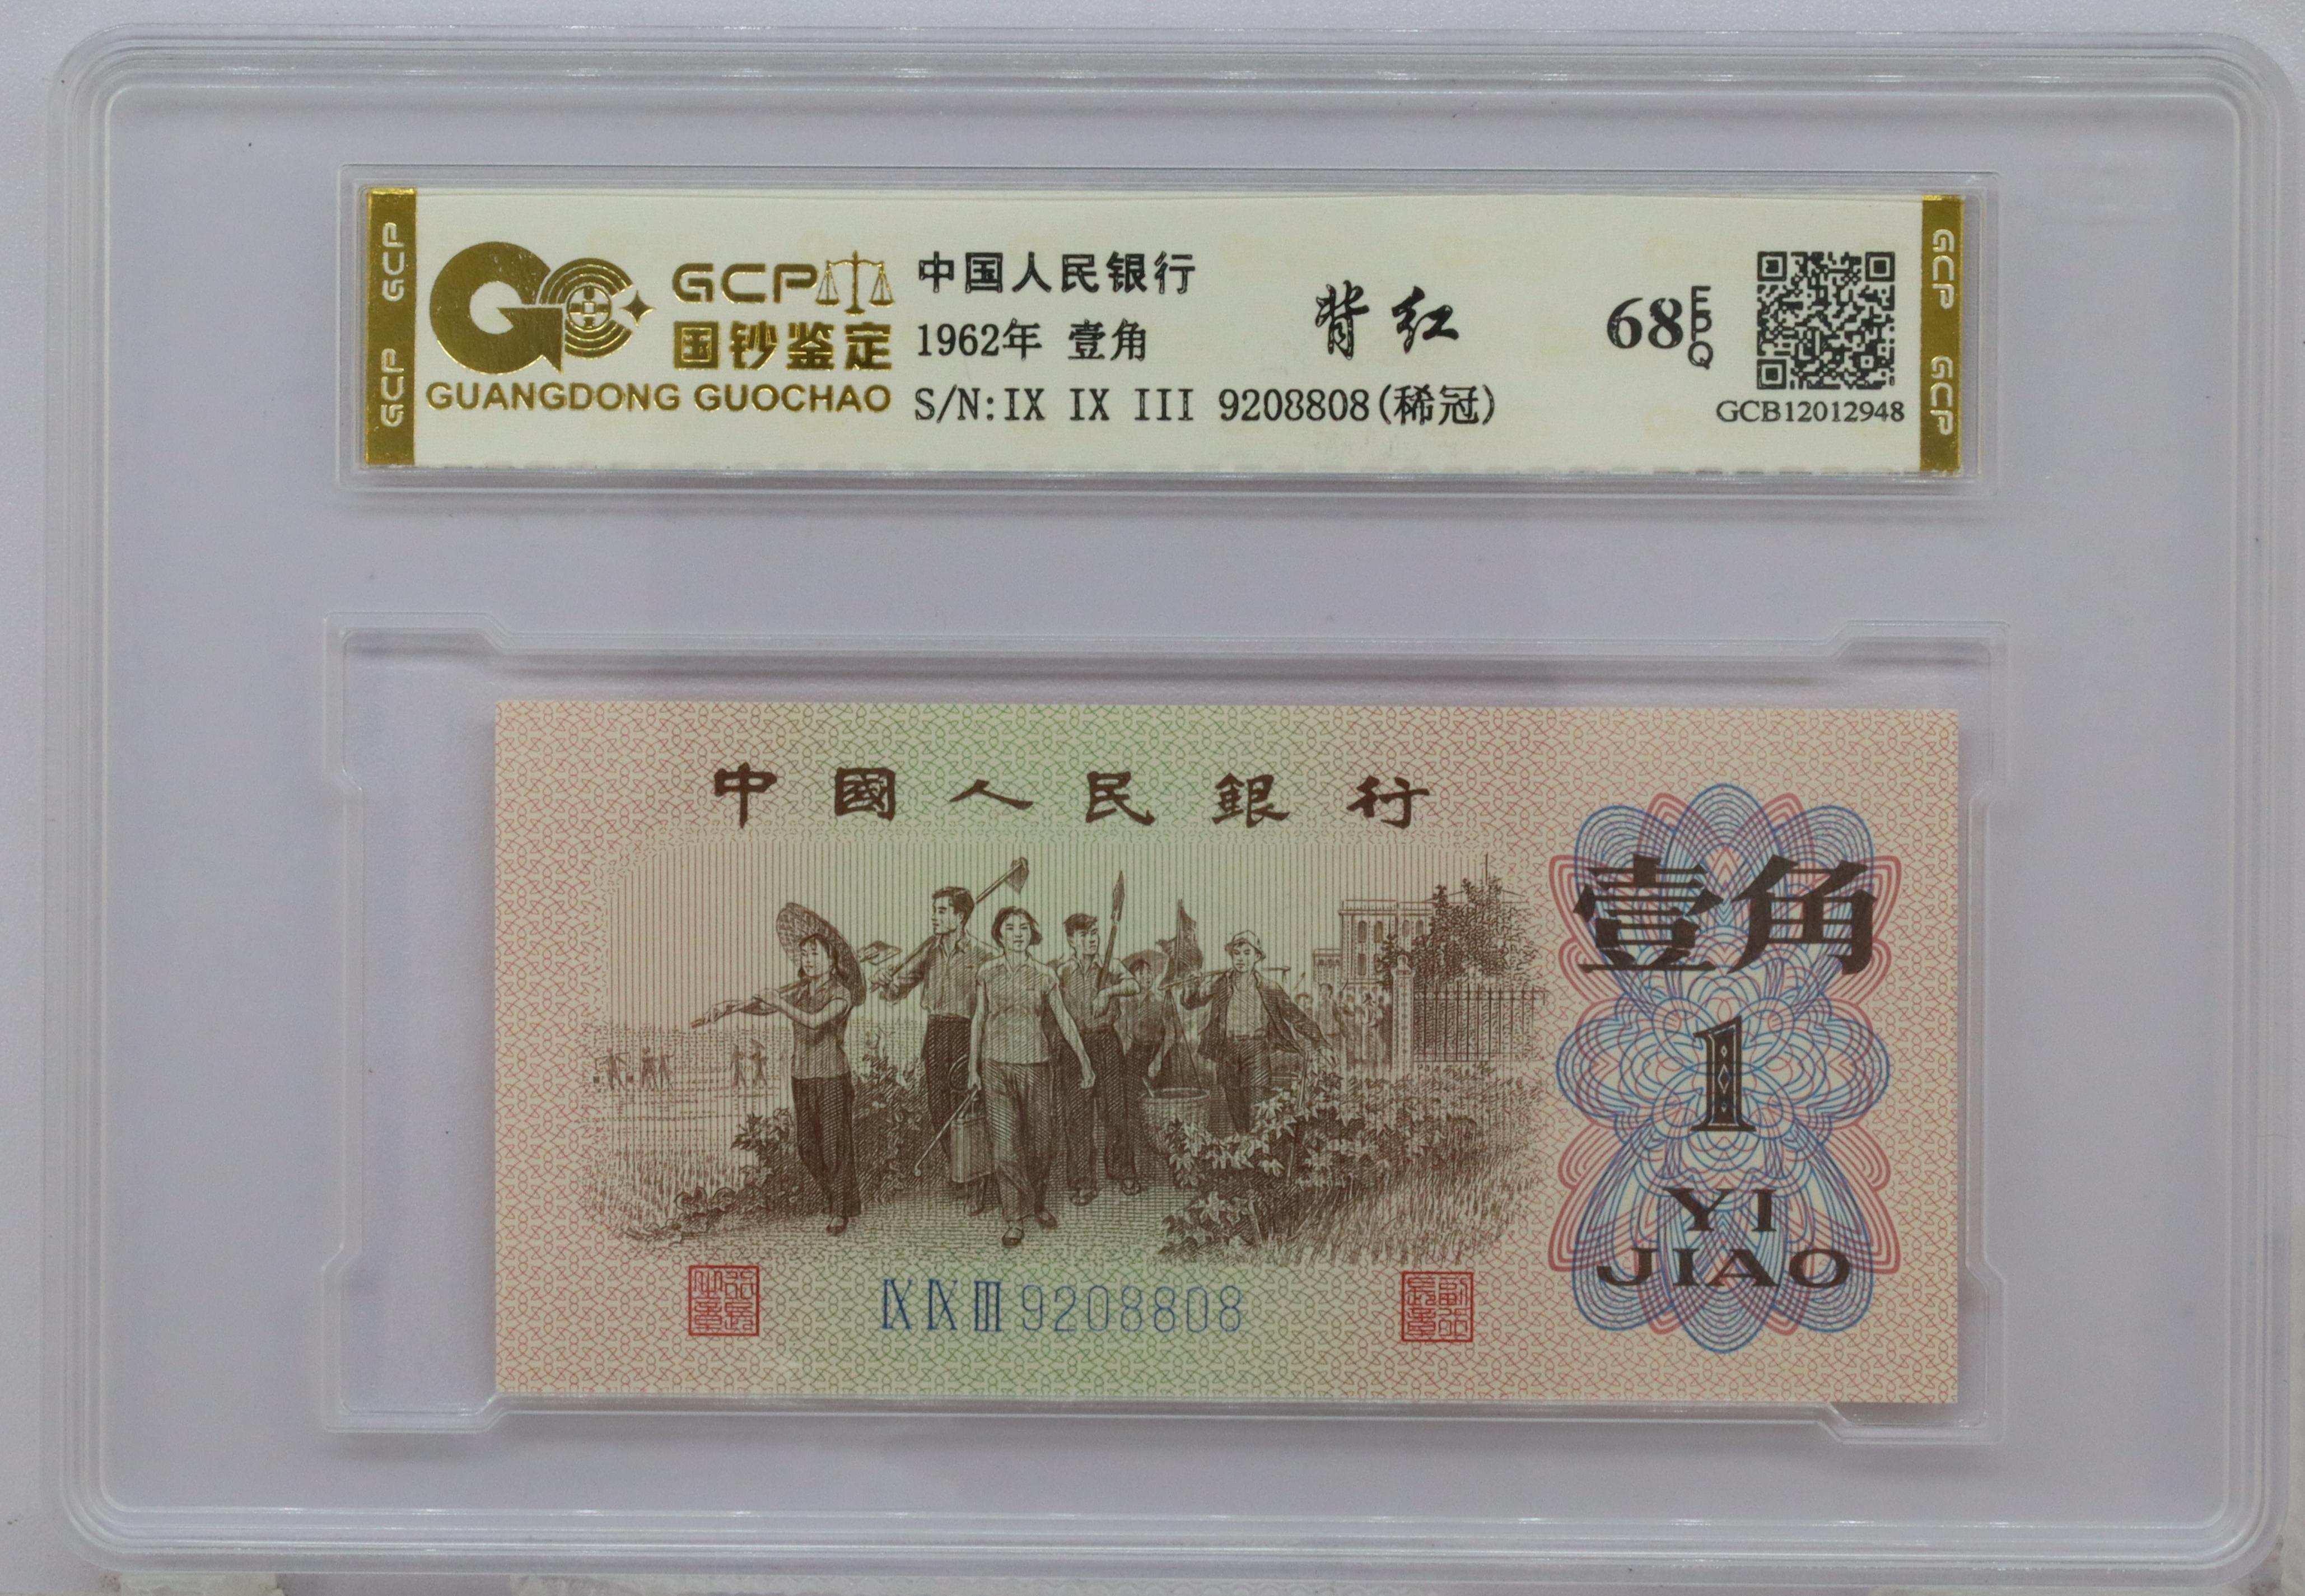 GCP GCP
GCP
国钞鉴定
GUANGDONG GUOCHAO
中国人民银行
1962年 壹角
S/N:IX IX III 9208808(稀冠)
背红
68EPQ
GCB12012948
GCP GCP
中國人民銀行
壹角
1
YI
JIAO
IX IX III 9208808